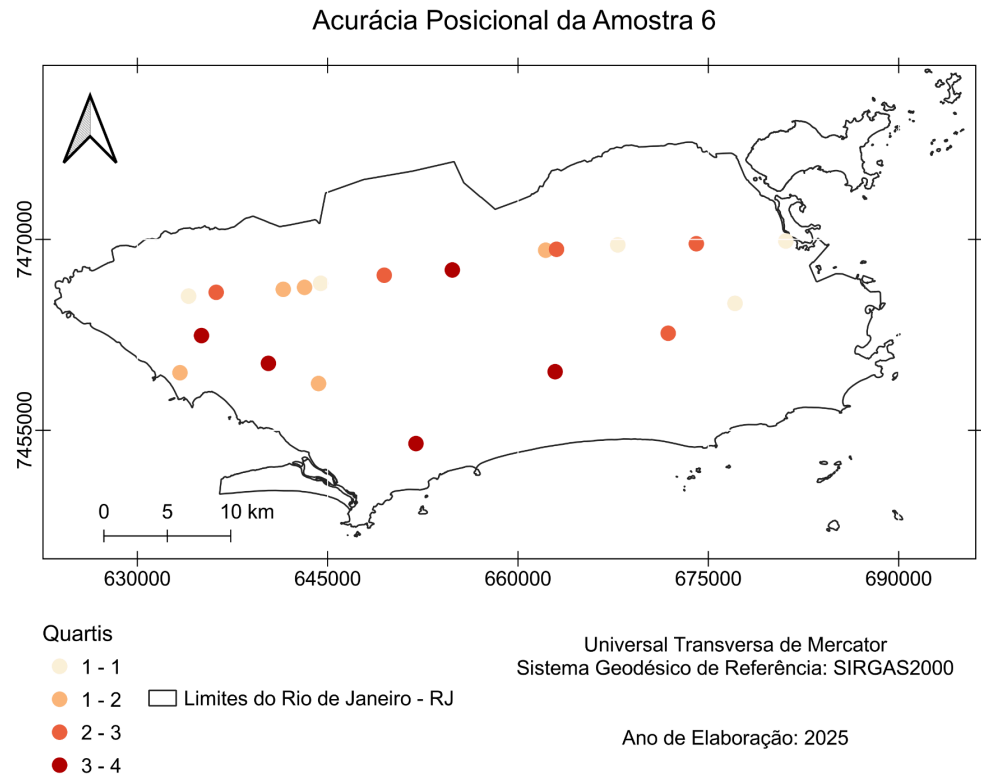 Acurácia Posicional da Amostra 6
7470000
7455000
0 5 10 km
630000 645000 660000 675000 690000
Quartis
1 - 1
1 - 2
2 - 3
3 - 4
Limites do Rio de Janeiro - RJ
Universal Transversa de Mercator
Sistema Geodésico de Referência: SIRGAS2000
Ano de Elaboração: 2025